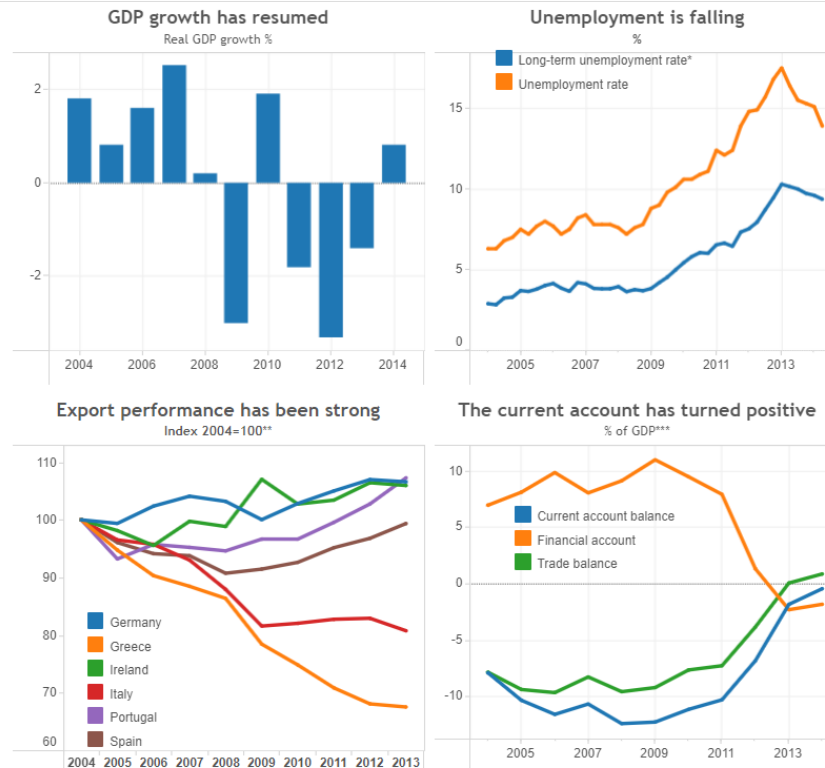 GDP growth has resumed
Real GDP growth %
2
0
-2
2004 2006 2008 2010 2012 2014
Unemployment is falling
%
Long-term unemployment rate*
Unemployment rate
15
10
5
0
2005 2007 2009 2011 2013
Export performance has been strong
Index 2004=100**
110
100
90
80
70
60
Germany
Greece
Ireland
Italy
Portugal
Spain
2004 2005 2006 2007 2008 2009 2010 2011 2012 2013
The current account has turned positive
% of GDP***
10
5
0
-5
-10
Current account balance
Financial account
Trade balance
2005 2007 2009 2011 2013